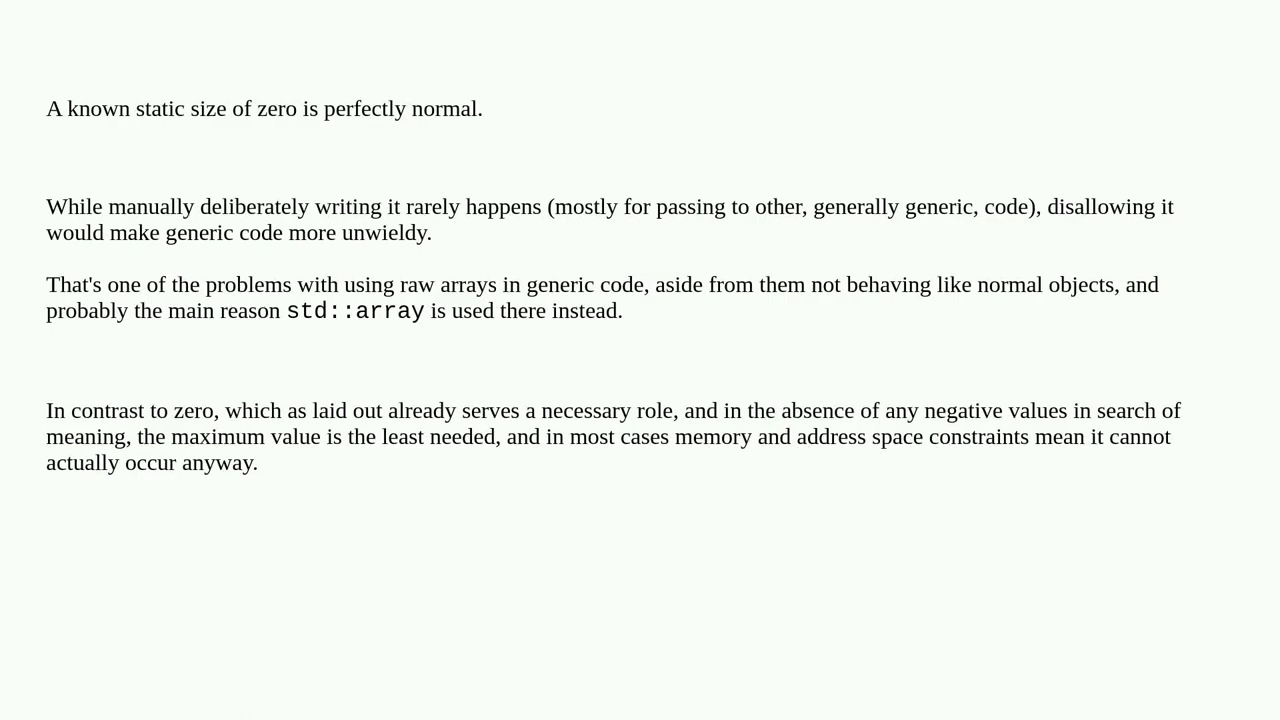 A known static size of zero is perfectly normal.
While manually deliberately writing it rarely happens (mostly for passing to other, generally generic, code), disallowing it
would make generic code more unwieldy.
That's one of the problems with using raw arrays in generic code, aside from them not behaving like normal objects, and
probably the main reason std::array is used there instead.
In contrast to zero, which as laid out already serves a necessary role, and in the absence of any negative values in search of
meaning, the maximum value is the least needed, and in most cases memory and address space constraints mean it cannot
actually occur anyway.